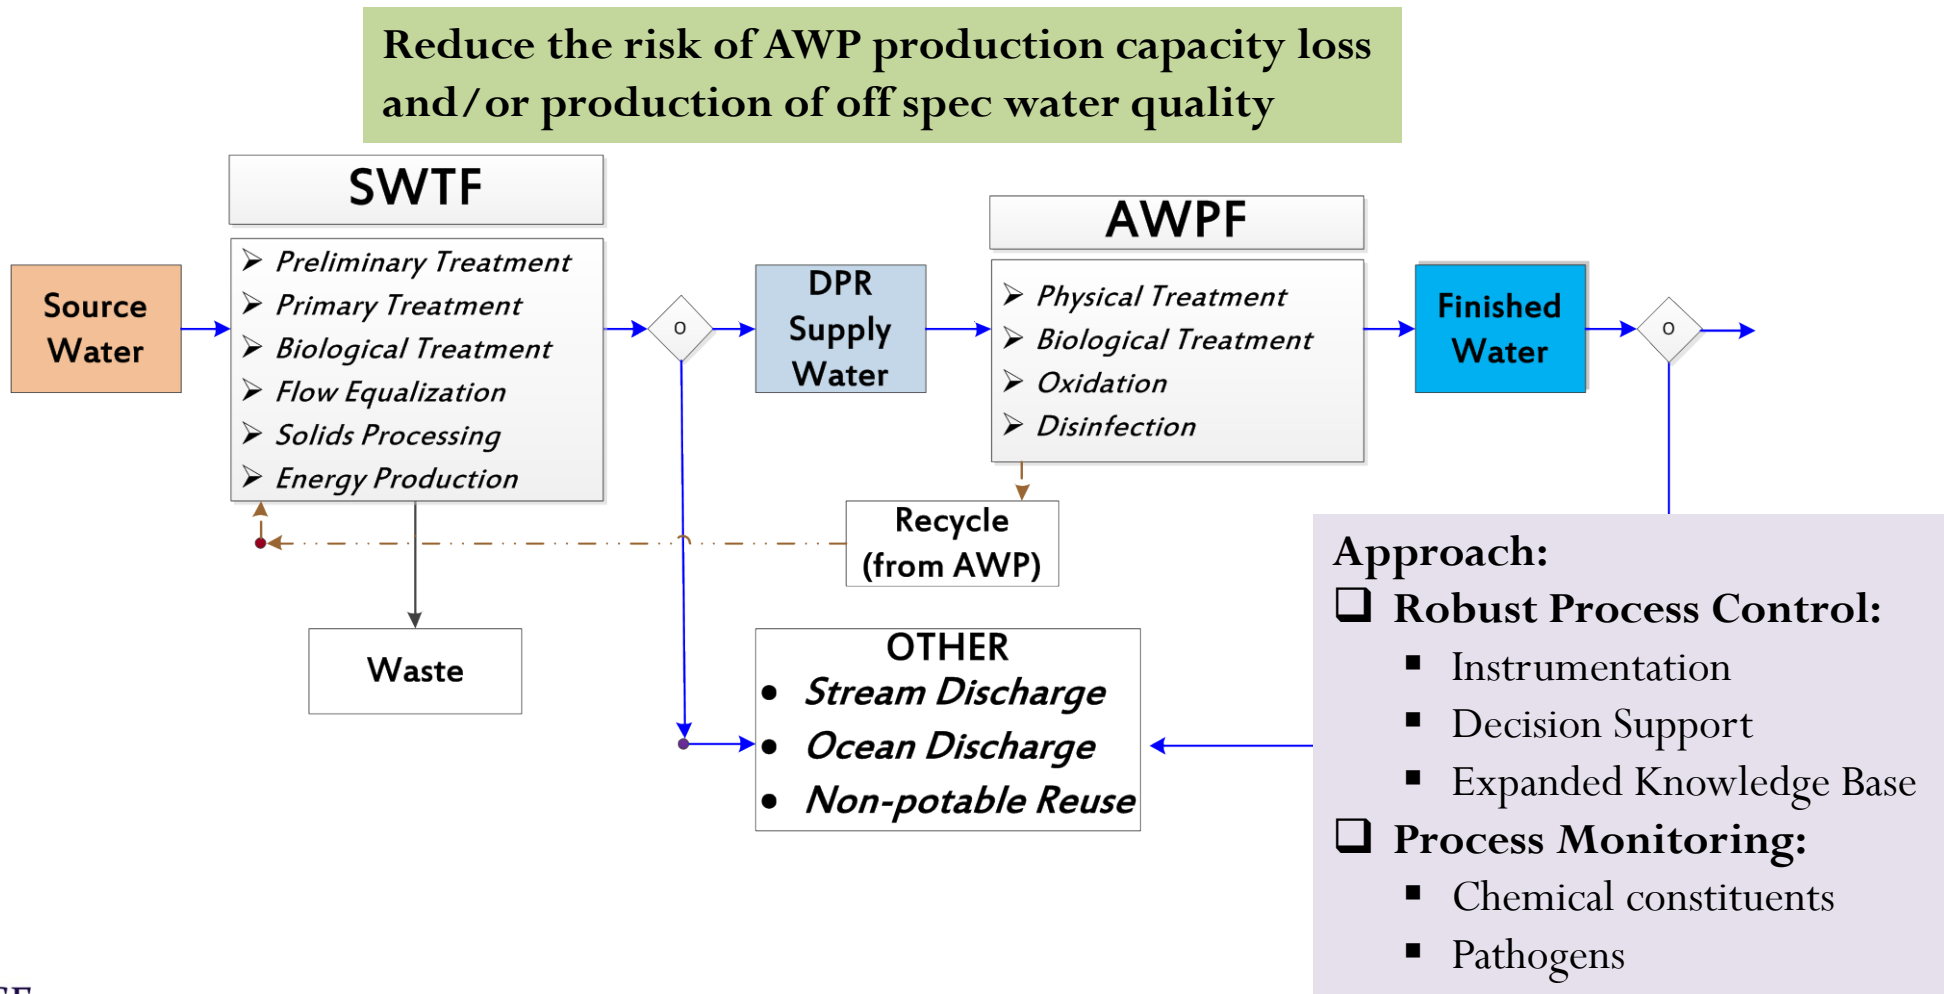 Reduce the risk of AWP production capacity loss
and/or production of off spec water quality
SWTF
➢ Preliminary Treatment
➢ Primary Treatment
➢ Biological Treatment
➢ Flow Equalization
➢ Solids Processing
➢ Energy Production
Source
Water
O
DPR
Supply
Water
AWPF
➢ Physical Treatment
➢ Biological Treatment
➢ Oxidation
➢ Disinfection
Finished
Water
O
Recycle
(from AWP)
Waste
OTHER
• Stream Discharge
• Ocean Discharge
• Non-potable Reuse
Approach:
❑ Robust Process Control:
▪ Instrumentation
▪ Decision Support
▪ Expanded Knowledge Base
❑ Process Monitoring:
▪ Chemical constituents
▪ Pathogens